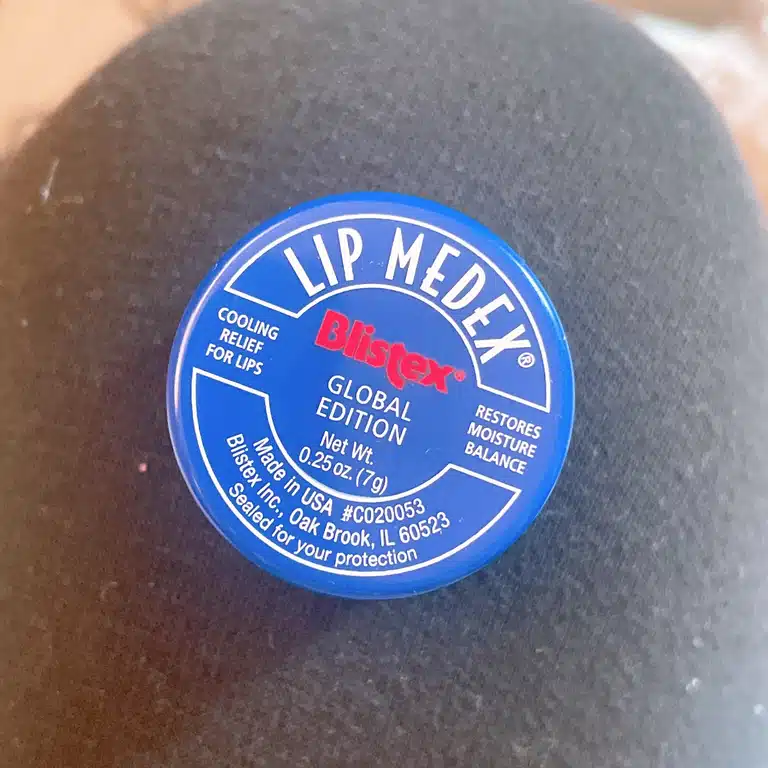 LIP MEDEX®
COOLING
RELIEF
FOR LIPS
Blistex®
GLOBAL
EDITION
Net Wt.
0.25 oz. (7g)
RESTORES
MOISTURE
BALANCE
Made in USA #C020053
Blistex Inc., Oak Brook, IL 60523
Sealed for your protection